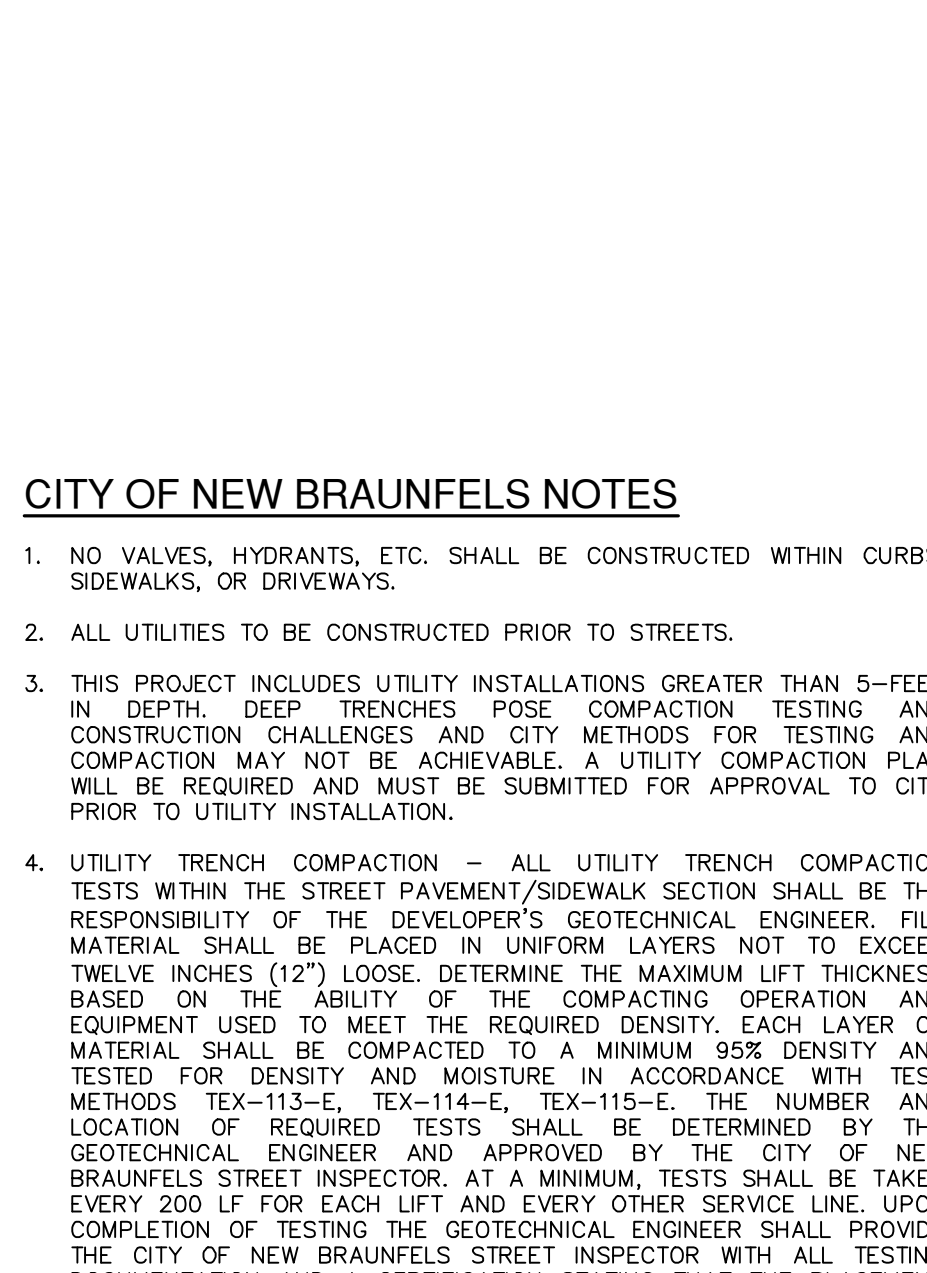 CITY OF NEW BRAUNFELS NOTES
1. NO VALVES, HYDRANTS, ETC. SHALL BE CONSTRUCTED WITHIN CURB
SIDEWALKS, OR DRIVEWAYS.
2. ALL UTILITIES TO BE CONSTRUCTED PRIOR TO STREETS.
3. THIS PROJECT INCLUDES UTILITY INSTALLATIONS GREATER THAN 5-FEE
IN DEPTH. DEEP TRENCHES POSE COMPACTION TESTING AN
CONSTRUCTION CHALLENGES AND CITY METHODS FOR TESTING AN
COMPACTION MAY NOT BE ACHIEVABLE. A UTILITY COMPACTION PLA
WILL BE REQUIRED AND MUST BE SUBMITTED FOR APPROVAL TO CIT
PRIOR TO UTILITY INSTALLATION.
4. UTILITY TRENCH COMPACTION – ALL UTILITY TRENCH COMPACTIO
TESTS WITHIN THE STREET PAVEMENT/SIDEWALK SECTION SHALL BE TH
RESPONSIBILITY OF THE DEVELOPER'S GEOTECHNICAL ENGINEER. FIL
MATERIAL SHALL BE PLACED IN UNIFORM LAYERS NOT TO EXCEE
TWELVE INCHES (12") LOOSE. DETERMINE THE MAXIMUM LIFT THICKNES
BASED ON THE ABILITY OF THE COMPACTING OPERATION AN
EQUIPMENT USED TO MEET THE REQUIRED DENSITY. EACH LAYER O
MATERIAL SHALL BE COMPACTED TO A MINIMUM 95% DENSITY AN
TESTED FOR DENSITY AND MOISTURE IN ACCORDANCE WITH TES
METHODS TEX-113-E, TEX-114-E, TEX-115-E. THE NUMBER AN
LOCATION OF REQUIRED TESTS SHALL BE DETERMINED BY TH
GEOTECHNICAL ENGINEER AND APPROVED BY THE CITY OF NE
BRAUNFELS STREET INSPECTOR. AT A MINIMUM, TESTS SHALL BE TAKE
EVERY 200 LF FOR EACH LIFT AND EVERY OTHER SERVICE LINE. UPO
COMPLETION OF TESTING THE GEOTECHNICAL ENGINEER SHALL PROVID
THE CITY OF NEW BRAUNFELS STREET INSPECTOR WITH ALL TESTIN